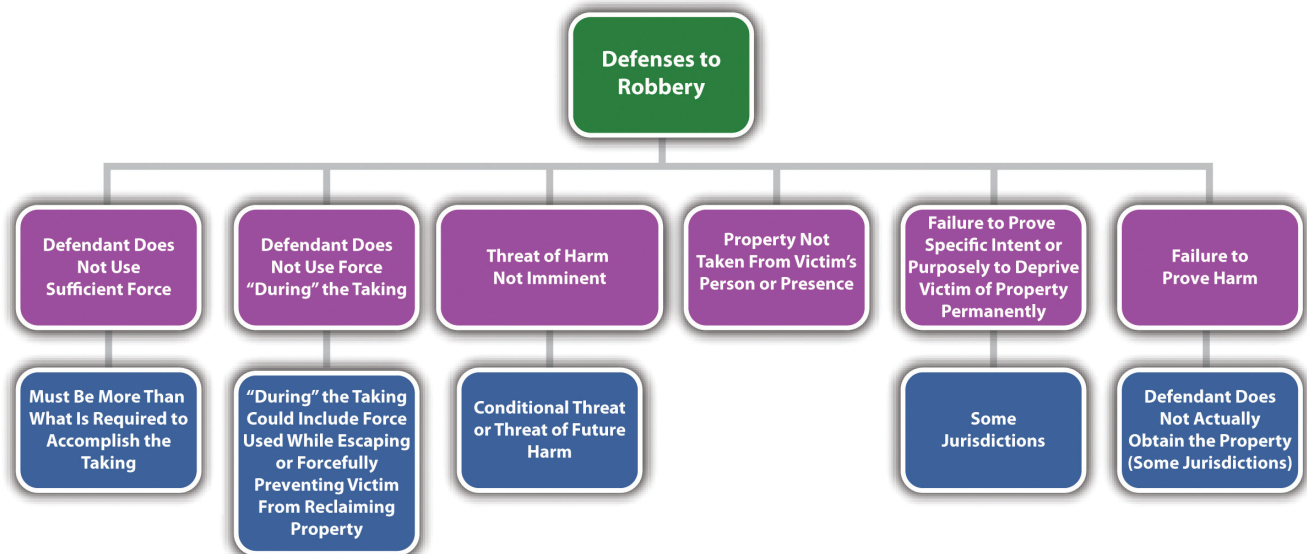 Defenses to
Robbery
Defendant Does
Not Use
Sufficient Force
Defendant Does
Not Use Force
“During” the Taking
Threat of Harm
Not Imminent
Property Not
Taken From Victim’s
Person or Presence
Failure to Prove
Specific Intent or
Purposely to Deprive
Victim of Property
Permanently
Failure to
Prove Harm
Must Be More Than
What Is Required to
Accomplish the
Taking
“During” the Taking
Could Include Force
Used While Escaping
or Forcefully
Preventing Victim
From Reclaiming
Property
Conditional Threat
or Threat of Future
Harm
Some
Jurisdictions
Defendant Does
Not Actually
Obtain the Property
(Some Jurisdictions)